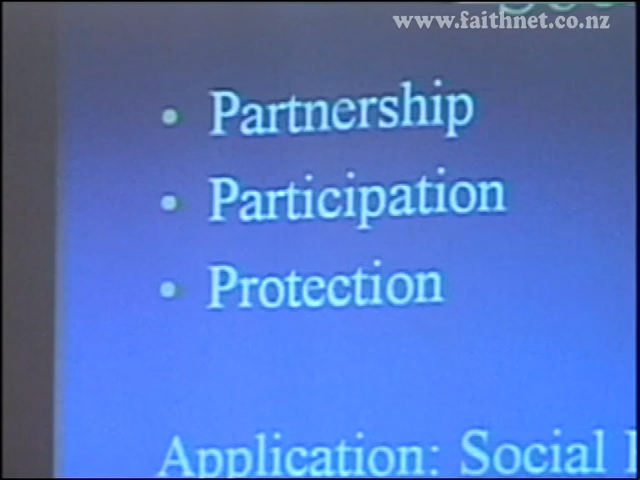 www.faithnet.co.nz
• Partnership
• Participation
• Protection
Application: Social